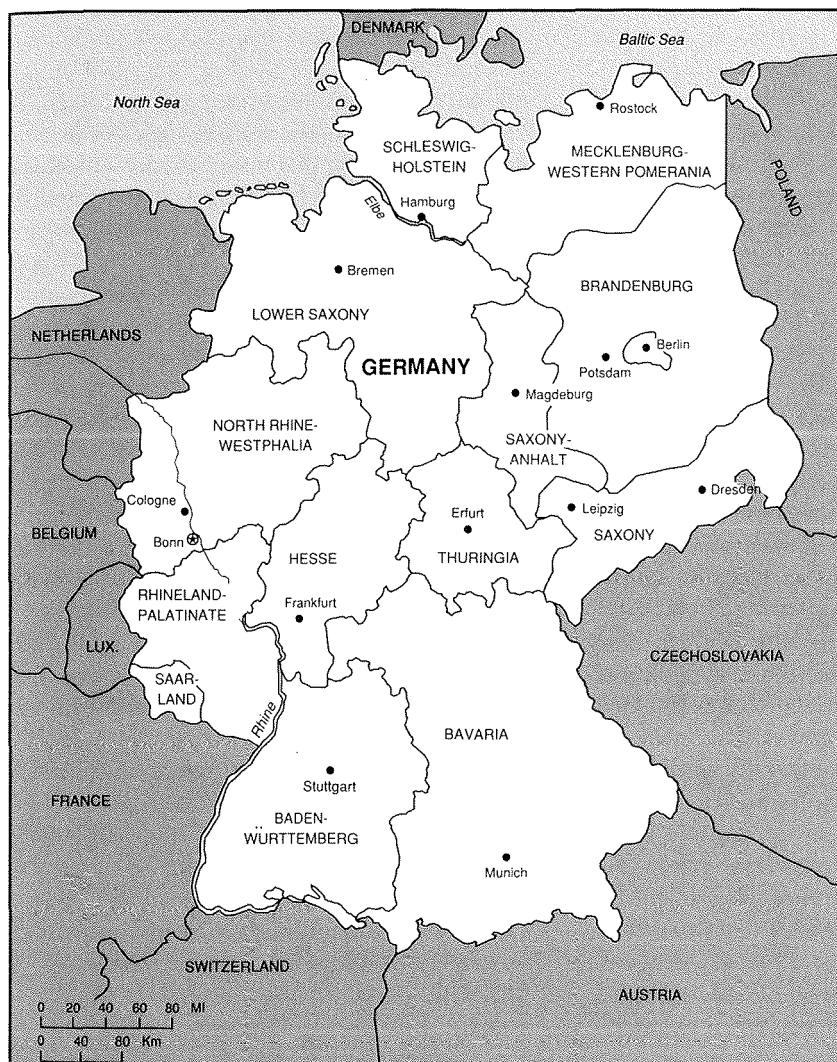 DENMARK
Baltic Sea
North Sea
Rostock
SCHLESWIG-
HOLSTEIN
MECKLENBURG-
WESTERN POMERANIA
POLAND
Elbe
Hamburg
Bremen
BRANDENBURG
LOWER SAXONY
NETHERLANDS
Berlin
GERMANY
Potsdam
Magdeburg
NORTH RHINE-
WESTPHALIA
SAXONY-
ANHALT
Dresden
Cologne
Leipzig
Erfurt
BELGIUM
SAXONY
Bonn
HESSE
THURINGIA
RHINELAND-
PALATINATE
Frankfurt
LUX.
CZECHOSLOVAKIA
SAAR-
LAND
Rhine
BAVARIA
Stuttgart
FRANCE
BADEN-
WÜRTTEMBERG
Munich
SWITZERLAND
AUSTRIA
0 20 40 60 80 MI
0 40 80 Km